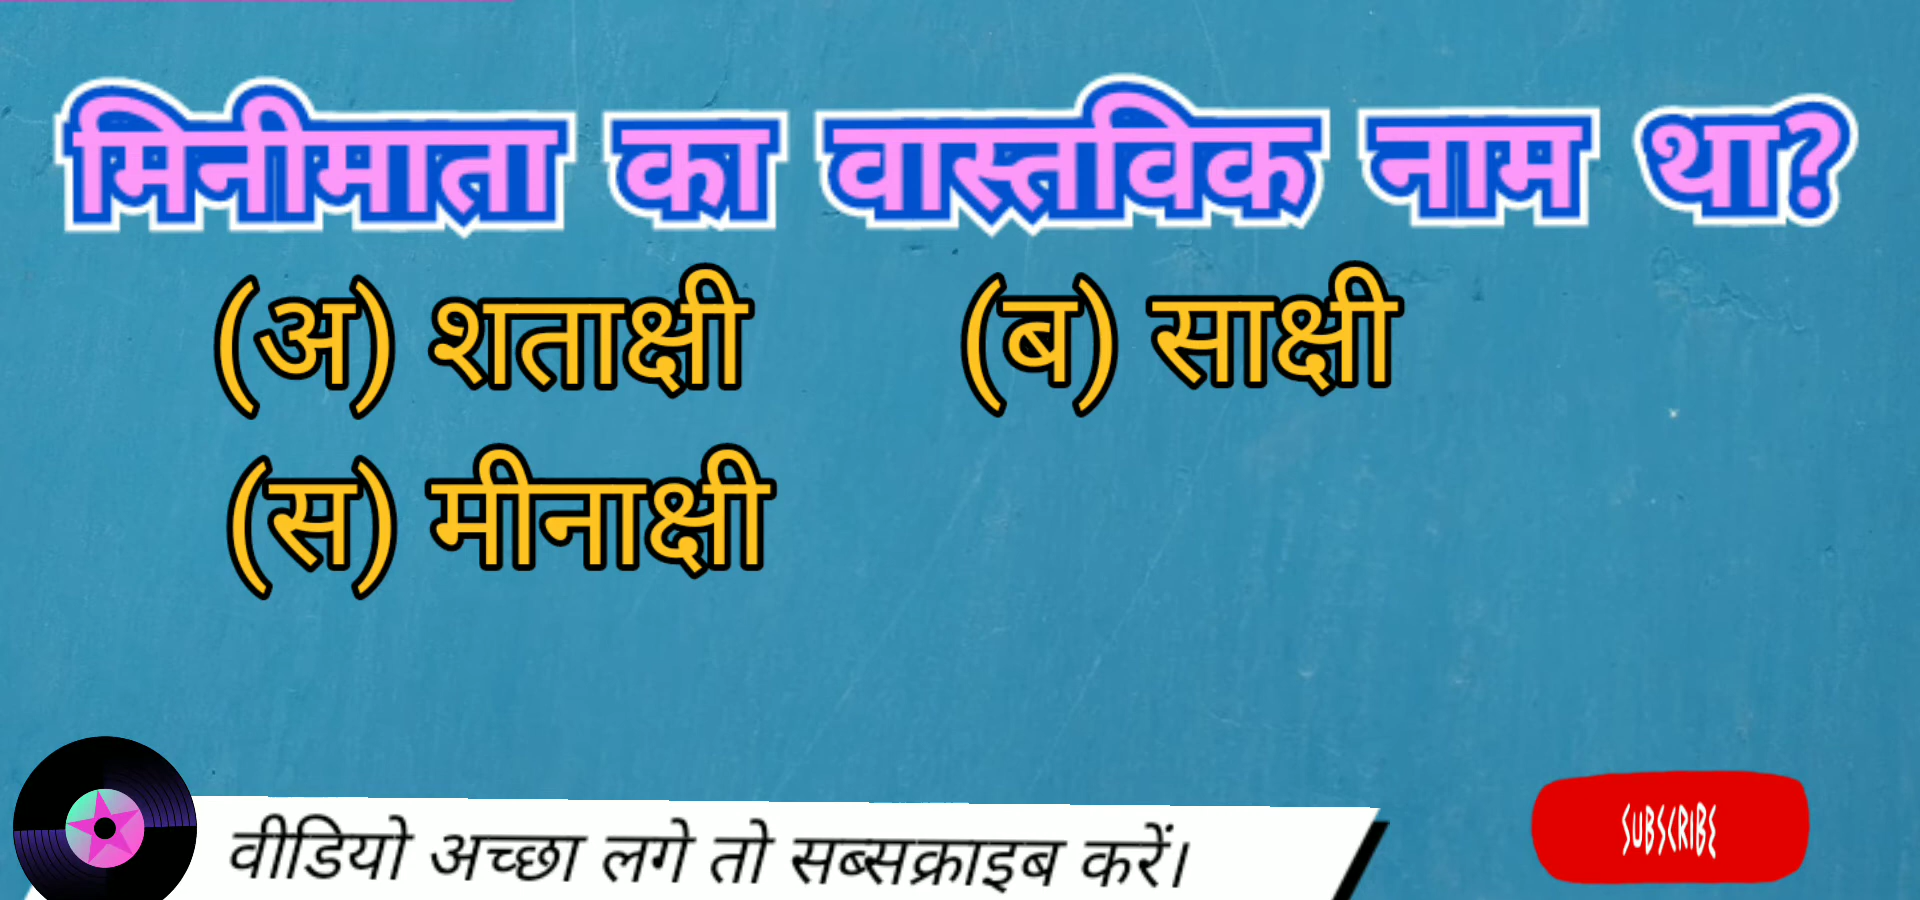 मिनीमाता का वास्तविक नाम था?
(अ) शताक्षी (ब) साक्षी
(स) मीनाक्षी
वीडियो अच्छा लगे तो सब्सक्राइब करें।
SUBSCRIBE